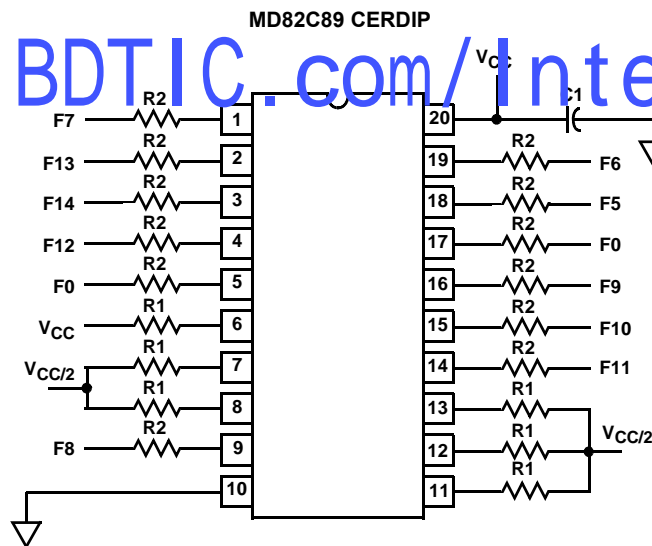 MD82C89 CERDIP
BDTIC.com/Inte
VCC
C1
F7 R2 1
F13 R2 2
F14 R2 3
F12 R2 4
F0 R2 5
VCC R1 6
VCC/2 R1 7
R1 8
F8 R2 9
10
20
19 R2 F6
18 R2 F5
17 R2 F0
16 R2 F9
15 R2 F10
14 R2 F11
13 R1
12 R1 VCC/2
11 R1